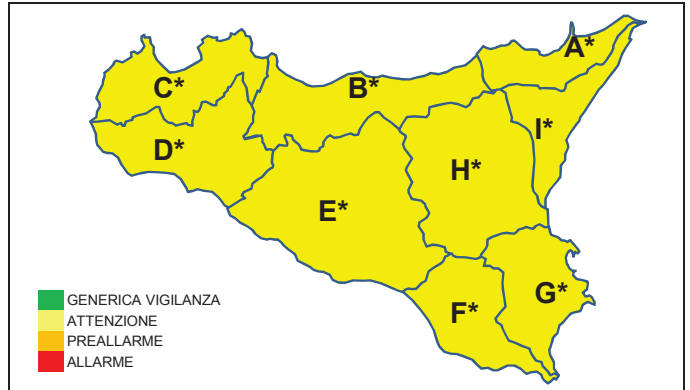 A*
B*
C*
I*
D*
H*
E*
G*
F*
GENERICA VIGILANZA
ATTENZIONE
PREALLARME
ALLARME